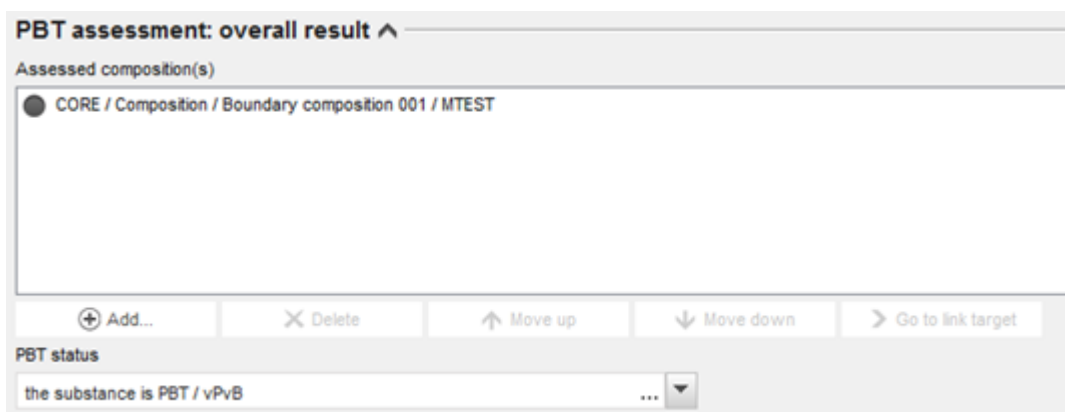 PBT assessment: overall result
Assessed composition(s)
CORE / Composition / Boundary composition 001 / MTEST
Add... Delete Move up Move down Go to link target
PBT status
the substance is PBT / vPvB ...